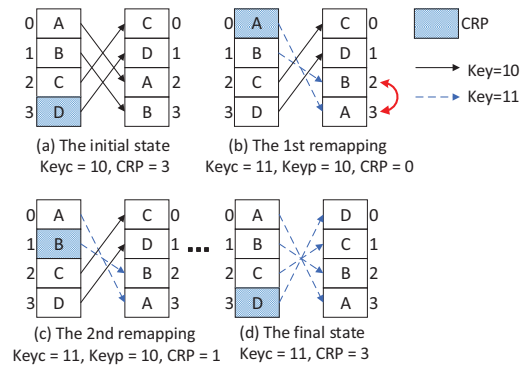 0 A C 0
1 B D 1
2 C A 2
3 D B 3
(a) The initial state
Keyc = 10, CRP = 3
0 A C 0
1 B D 1
2 C B 2
3 D A 3
(b) The 1st remapping
Keyc = 11, Keyp = 10, CRP = 0
CRP
Key=10
Key=11
0 A C 0
1 B D 1
2 C B 2
3 D A 3
(c) The 2nd remapping
Keyc = 11, Keyp = 10, CRP = 1
...
0 A D 0
1 B C 1
2 C B 2
3 D A 3
(d) The final state
Keyc = 11, CRP = 3